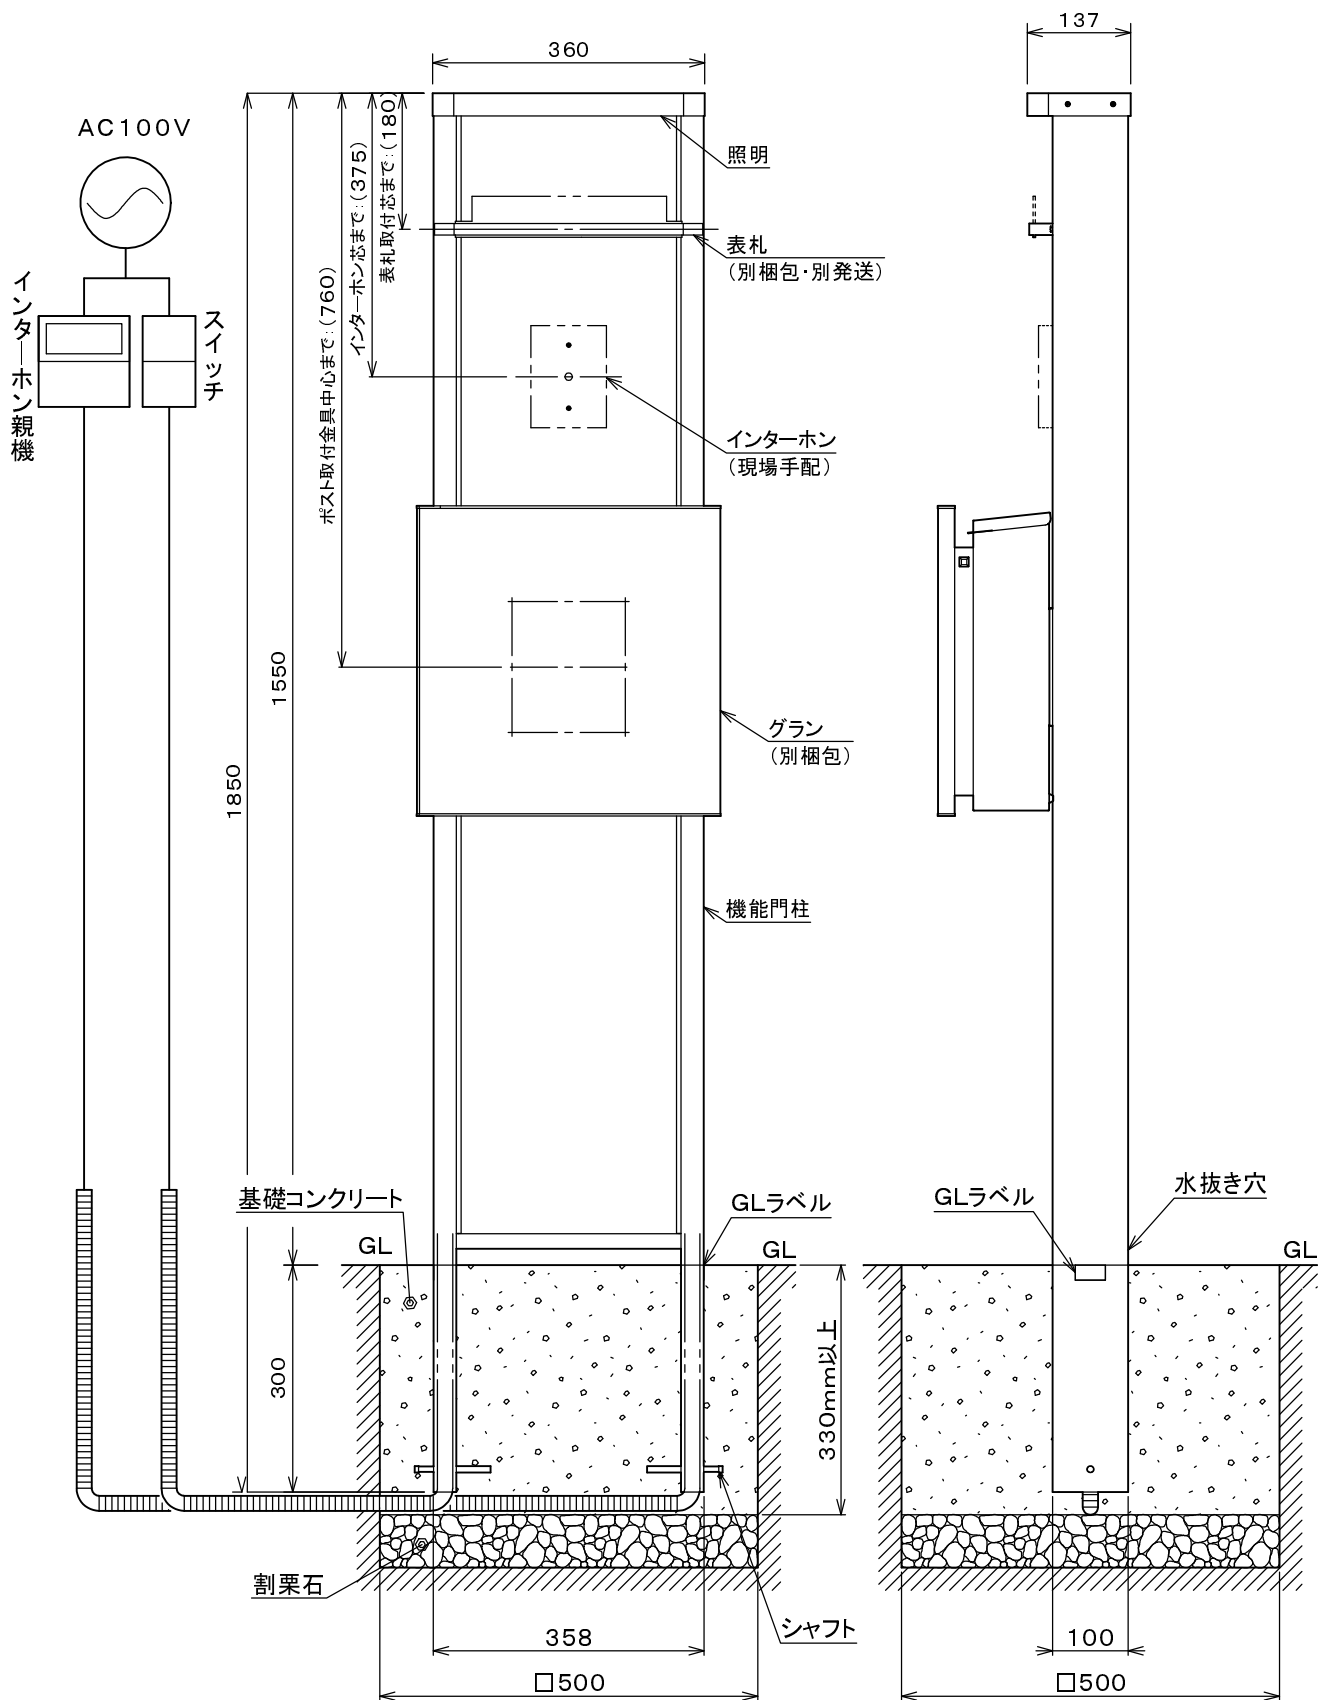 360
137
AC100V
照明
表札取付芯まで:(180)
インターホン芯まで:(375)
ポスト取付金具中心まで:(760)
表札
(別梱包・別発送)
インターホン親機
スイッチ
インターホン
(現場手配)
1550
1850
グラン
(別梱包)
機能門柱
基礎コンクリート
GLラベル
GLラベル
水抜き穴
GL
GL
GL
300
330mm以上
割栗石
シャフト
358
100
□500
□500